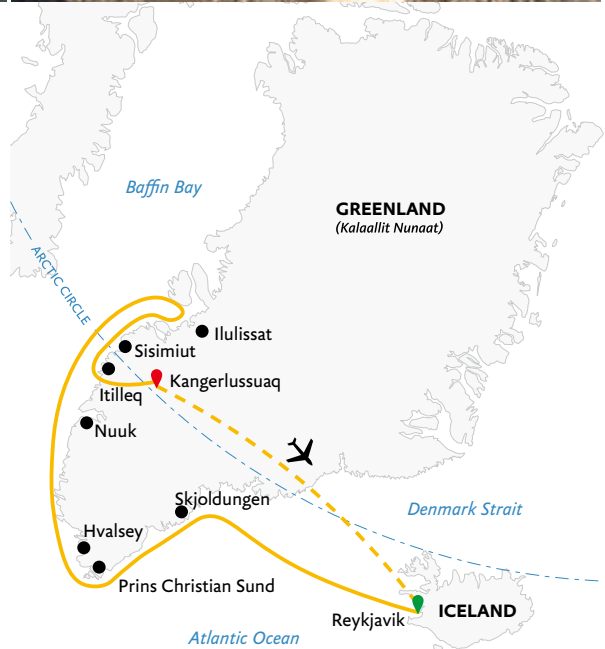 Baffin Bay
GREENLAND
(Kalaallit Nunaat)
ARCTIC CIRCLE
Ilulissat
Sisimiut
Kangerlussuaq
Itilleq
Nuuk
Skjoldungen
Denmark Strait
Hvalsey
Prins Christian Sund
ICELAND
Reykjavik
Atlantic Ocean